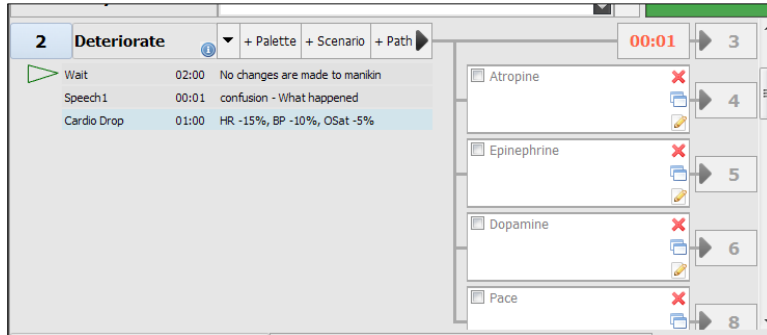 2 Deteriorate + Palette + Scenario + Path 00:01 3
Wait 02:00 No changes are made to manikin
Speech1 00:01 confusion - What happened
Cardio Drop 01:00 HR -15%, BP -10%, OSat -5%
Atropine
4
Epinephrine
5
Dopamine
6
Pace
8